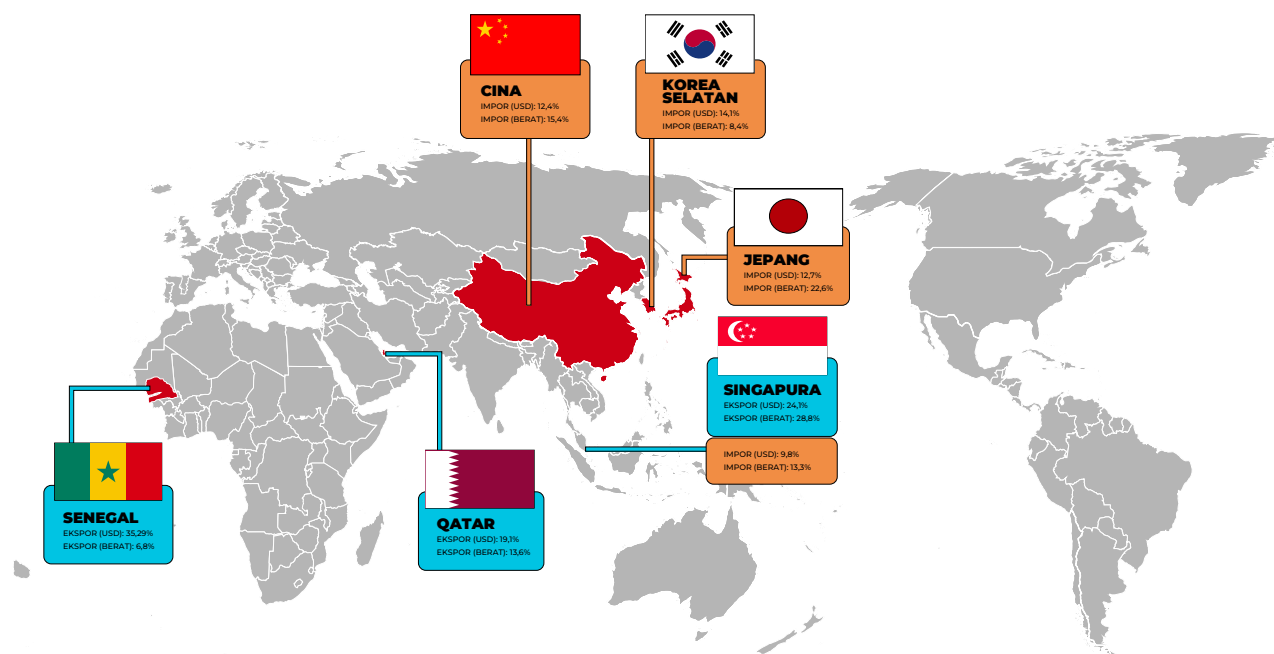 CINA
IMPOR (USD): 12,4%
IMPOR (BERAT): 15,4%
KOREA
SELATAN
IMPOR (USD): 14,1%
IMPOR (BERAT): 8,4%
JEPANG
IMPOR (USD): 12,7%
IMPOR (BERAT): 22,6%
SINGAPURA
EKSPOR (USD): 24,1%
EKSPOR (BERAT): 28,8%
IMPOR (USD): 9,8%
IMPOR (BERAT): 13,3%
SENEGAL
EKSPOR (USD): 35,29%
EKSPOR (BERAT): 6,8%
QATAR
EKSPOR (USD): 19,1%
EKSPOR (BERAT): 13,6%